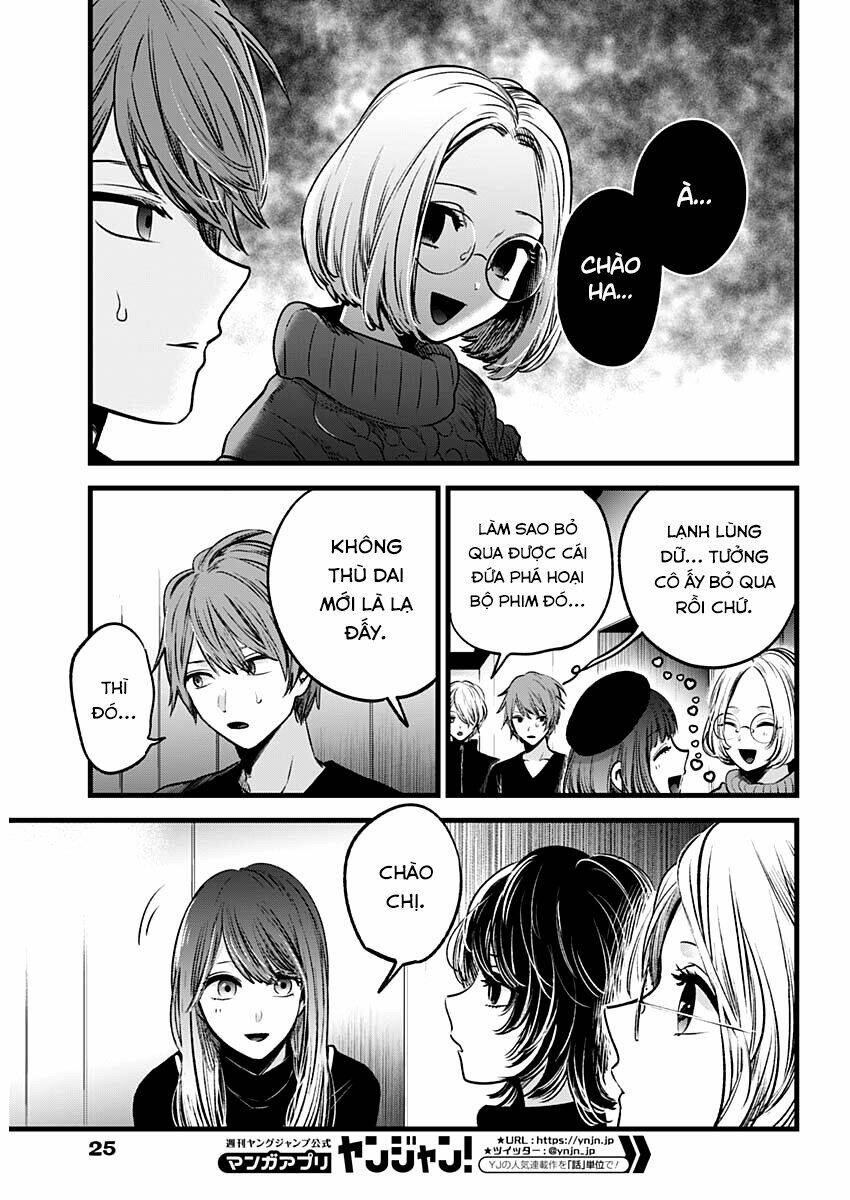 À...
CHÀO
HA...
LẠNH LÙNG
DỮ... TƯỞNG
CÔ ẤY BỎ QUA
RỒI CHỨ.
LÀM SAO BỎ
QUA ĐƯỢC CÁI
ĐỨA PHÁ HOẠI
BỘ PHIM ĐÓ...
KHÔNG
THÙ DAI
MỚI LÀ LẠ
ĐẤY.
THÌ
ĐÓ...
CHÀO
CHỊ.
25
週刊ヤングジャンプ公式
マンガアプリ
ヤンジャン!
★URL:https://ynjn.jp
★ツイッター:@ynjn_jp
YJの人気連載作を「話」単位で!